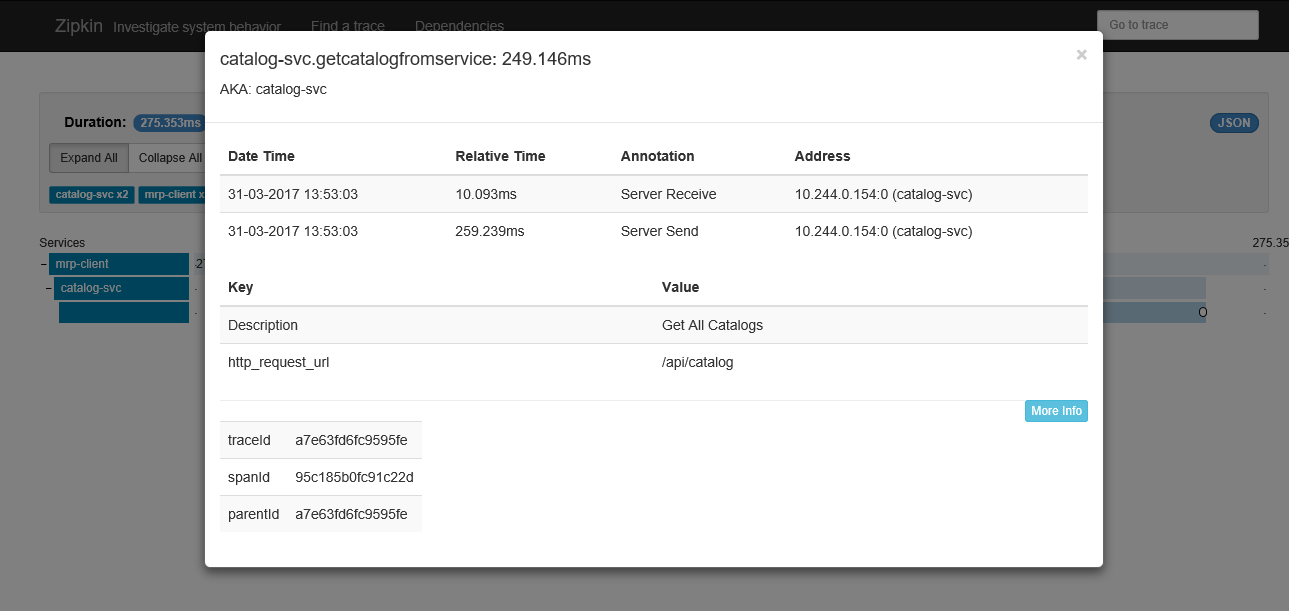 Zipkin Investigate system behavior Find a trace Dependencies Go to trace
catalog-svc.getcatalogfromservice: 249.146ms ×
AKA: catalog-svc
Duration: 275.353ms JSON
Expand All Collapse All
catalog-svc x2 mrp-client
Date Time Relative Time Annotation Address
31-03-2017 13:53:03 10.093ms Server Receive 10.244.0.154:0 (catalog-svc)
31-03-2017 13:53:03 259.239ms Server Send 10.244.0.154:0 (catalog-svc)
Services 275.35
mrp-client
catalog-svc
Key Value
Description Get All Catalogs
http_request_url /api/catalog
More Info
traceId a7e63fd6fc9595fe
spanId 95c185b0fc91c22d
parentId a7e63fd6fc9595fe